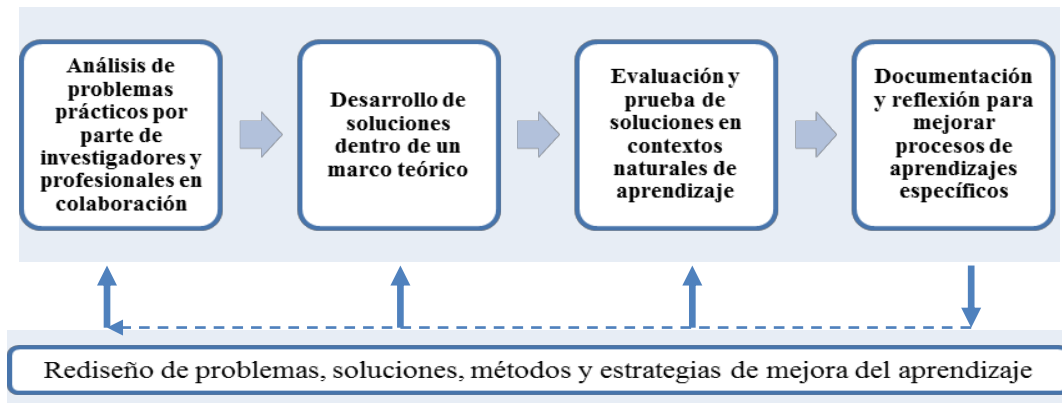 Análisis de
problemas
prácticos por
parte de
investigadores y
profesionales en
colaboración
Desarrollo de
soluciones
dentro de un
marco teórico
Evaluación y
prueba de
soluciones en
contextos
naturales de
aprendizaje
Documentación
y reflexión para
mejorar
procesos de
aprendizajes
específicos
Rediseño de problemas, soluciones, métodos y estrategias de mejora del aprendizaje